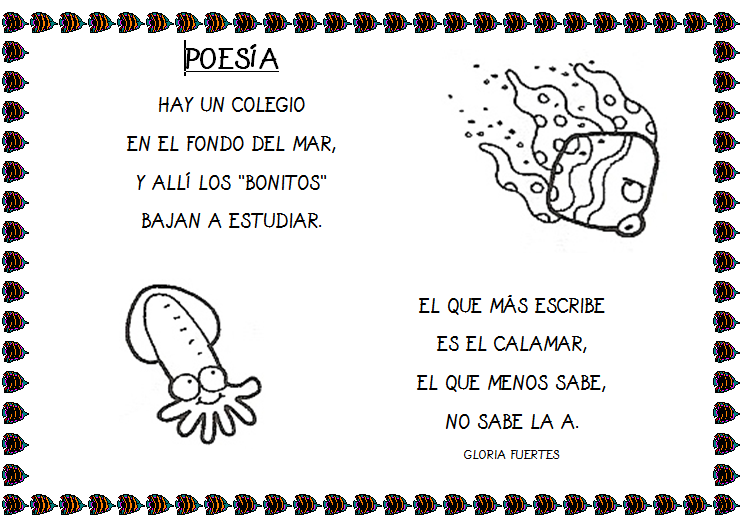 POESÍA
HAY UN COLEGIO
EN EL FONDO DEL MAR,
Y ALLÍ LOS "BONITOS"
BAJAN A ESTUDIAR.
EL QUE MÁS ESCRIBE
ES EL CALAMAR,
EL QUE MENOS SABE,
NO SABE LA A.
GLORIA FUERTES